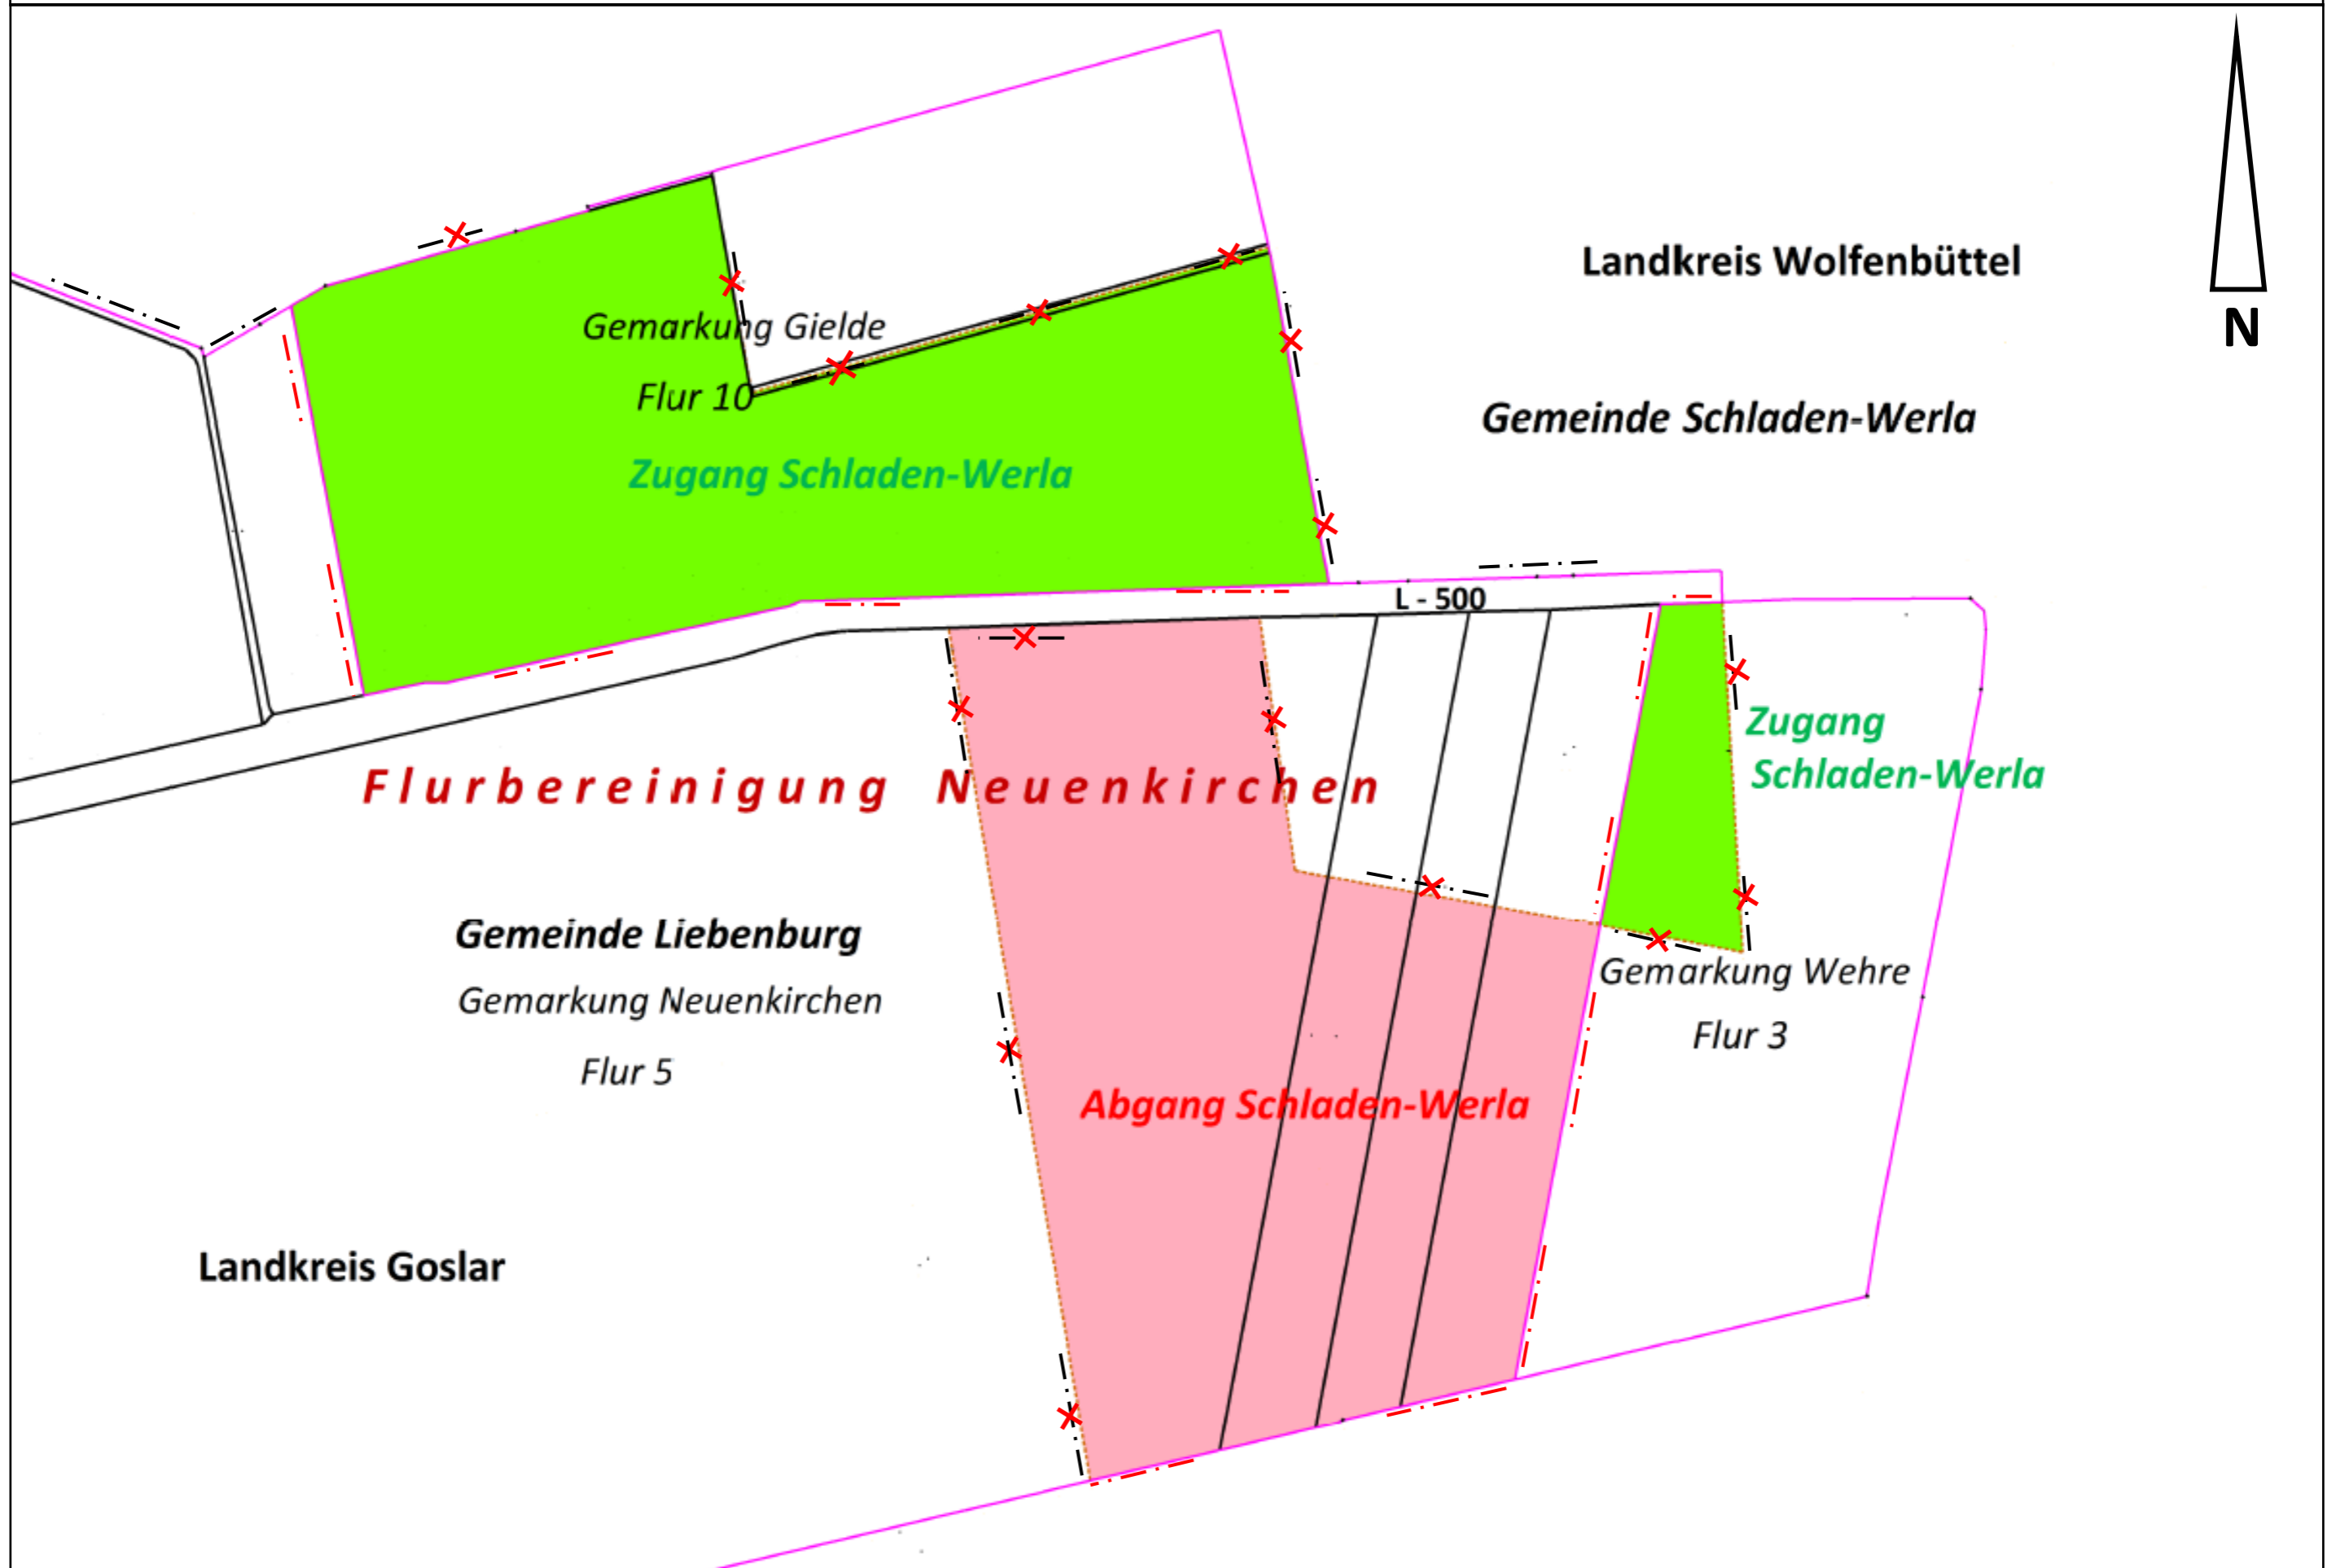 Landkreis Wolfenbüttel
N
Gemarkung Gielde
Flur 10
Gemeinde Schladen-Werla
Zugang Schladen-Werla
L - 500
Zugang
Schladen-Werla
Flurbereinigung Neuenkirchen
Gemeinde Liebenburg
Gemarkung Neuenkirchen
Flur 5
Gemarkung Wehre
Flur 3
Abgang Schladen-Werla
Landkreis Goslar